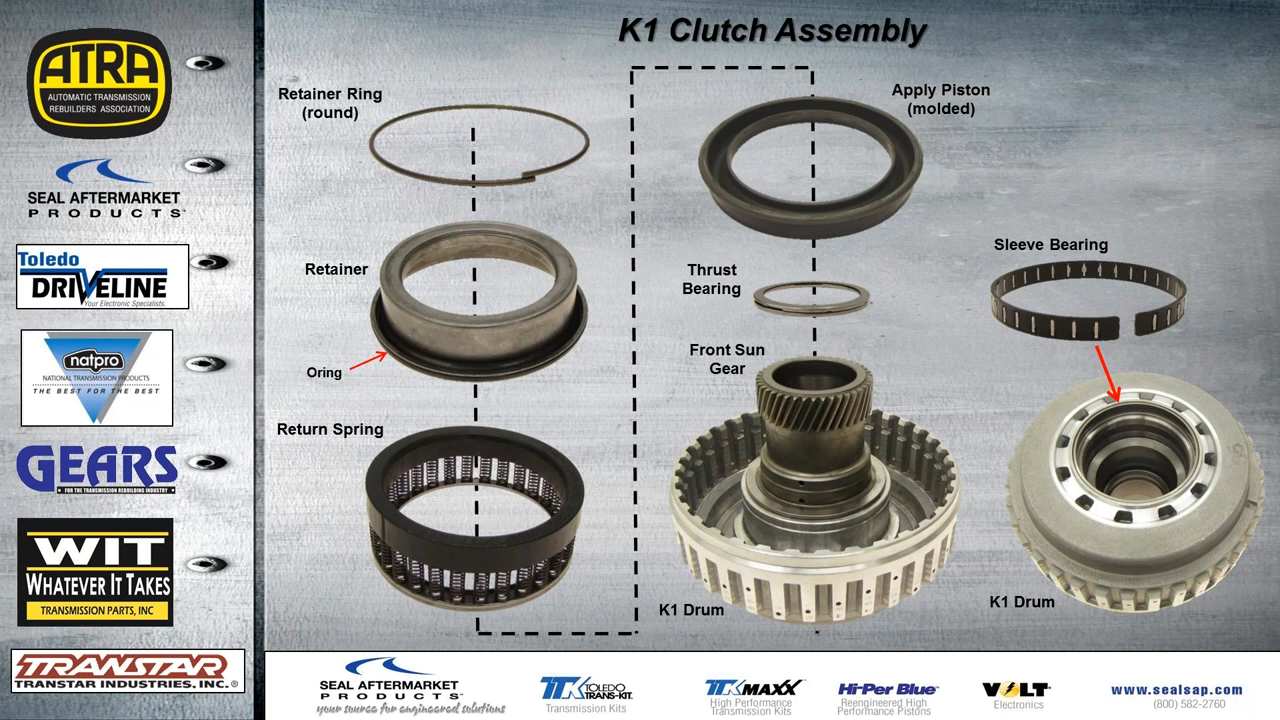 K1 Clutch Assembly
ATRA
AUTOMATIC TRANSMISSION
REBUILDERS ASSOCIATION
SEAL AFTERMARKET
PRODUCTS
Toledo
DRIVELINE
Your Electronic Specialists.
natpro
NATIONAL TRANSMISSION PRODUCTS
THE BEST FOR THE BEST
GEARS
FOR THE TRANSMISSION REBUILDING INDUSTRY
WIT
WHATEVER IT TAKES
TRANSMISSION PARTS, INC
TRANSTAR
TRANSTAR INDUSTRIES, INC.®
Retainer Ring
(round)
Retainer
Oring
Return Spring
Apply Piston
(molded)
Thrust
Bearing
Front Sun
Gear
K1 Drum
Sleeve Bearing
K1 Drum
SEAL AFTERMARKET
PRODUCTS
your source for engineered solutions
TTK TOLEDO
TRANS-KIT
Transmission Kits
TTK MAXX
High Performance
Transmission Kits
Hi-Per Blue
Reengineered High
Performance Pistons
VOLT
Electronics
www.sealsap.com
(800) 582-2760